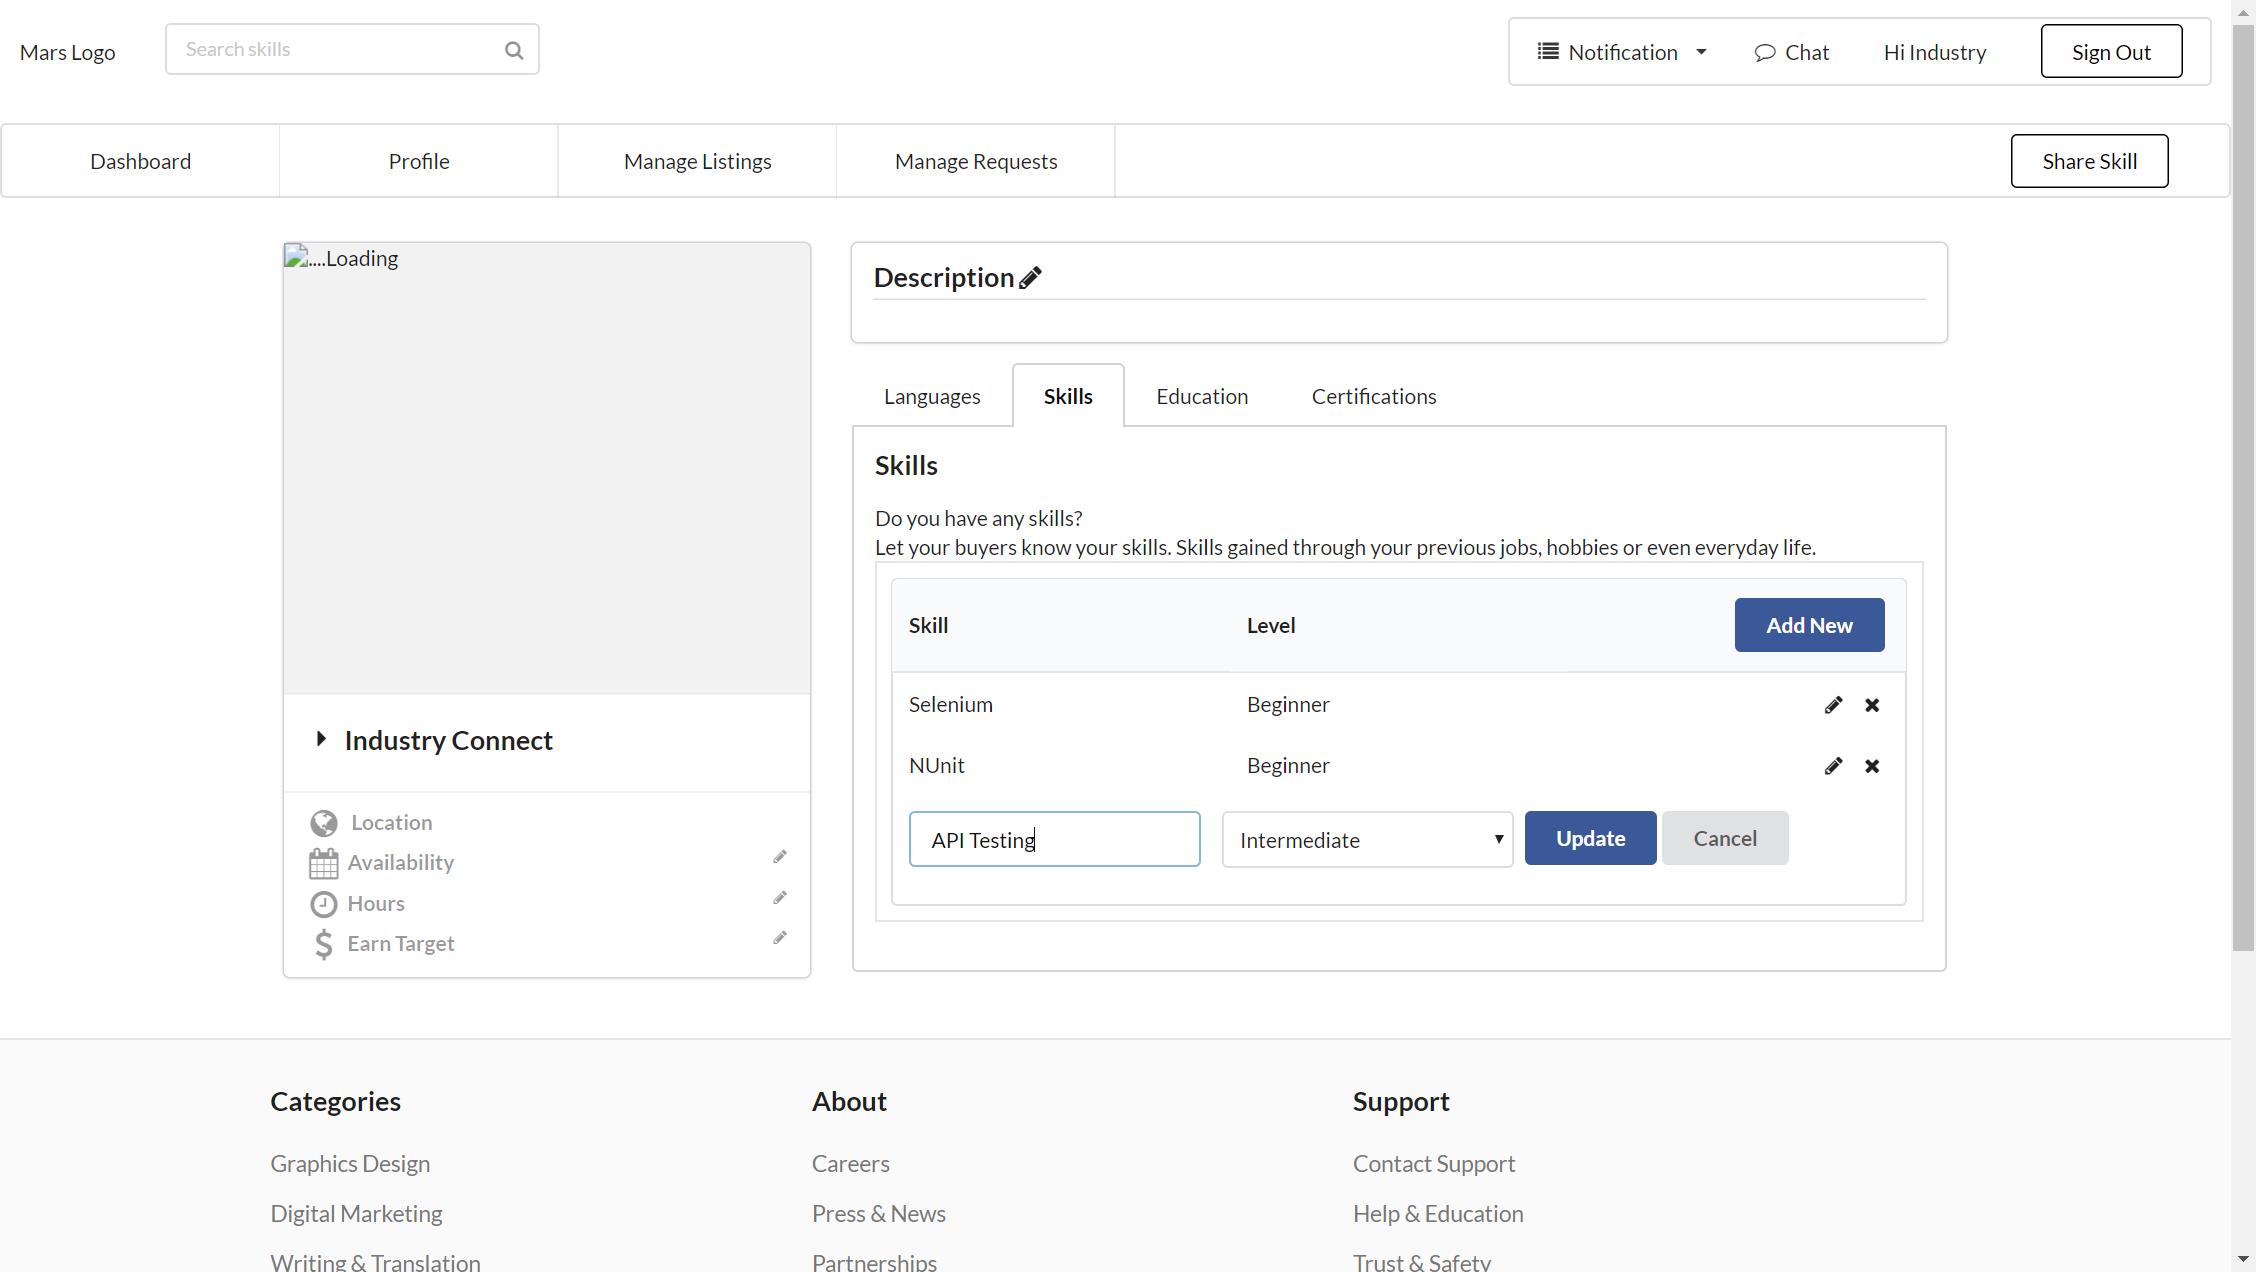 Mars Logo
Search skills
Notification
Chat
Hi Industry
Sign Out
Dashboard
Profile
Manage Listings
Manage Requests
Share Skill
....Loading
Industry Connect
Location
Availability
Hours
Earn Target
Description
Languages
Skills
Education
Certifications
Skills
Do you have any skills?
Let your buyers know your skills. Skills gained through your previous jobs, hobbies or even everyday life.
Skill
Level
Add New
Selenium
Beginner
NUnit
Beginner
API Testing
Intermediate
Update
Cancel
Categories
Graphics Design
Digital Marketing
Writing & Translation
About
Careers
Press & News
Partnerships
Support
Contact Support
Help & Education
Trust & Safety